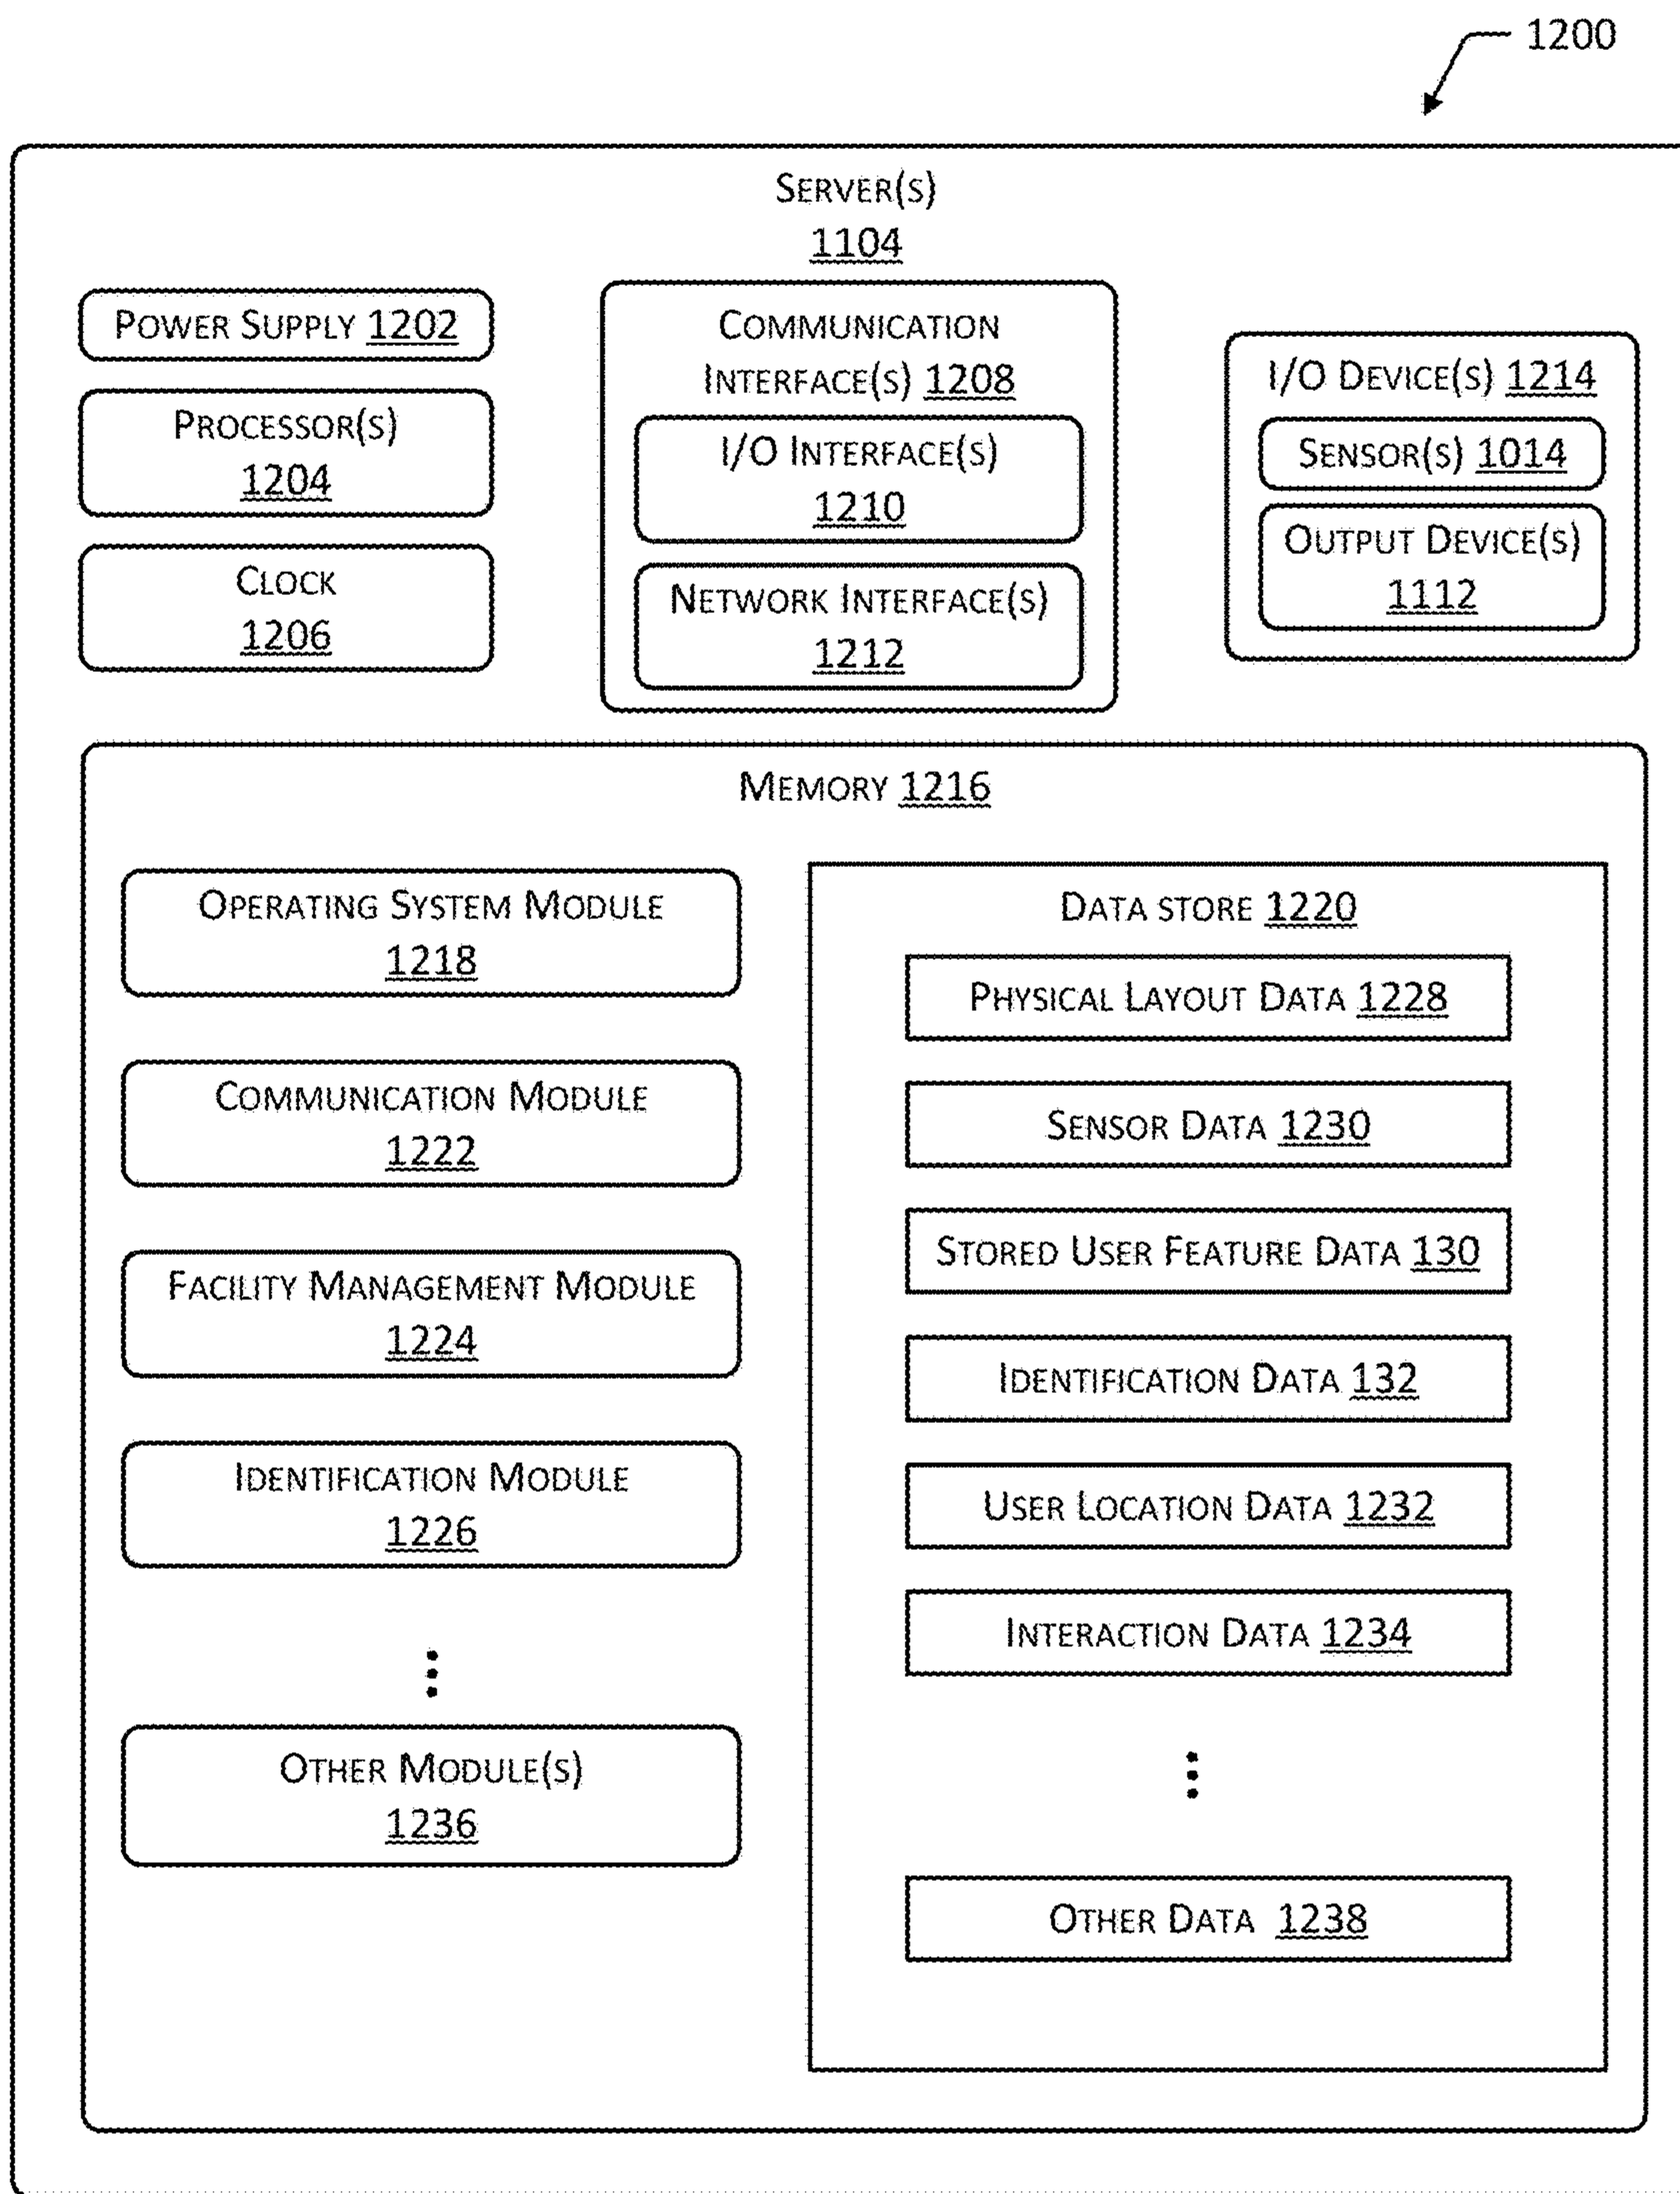 1200
SERVER(S)
1104
POWER SUPPLY 1202
PROCESSOR(S)
1204
CLOCK
1206
COMMUNICATION
INTERFACE(S) 1208
I/O INTERFACE(S)
1210
NETWORK INTERFACE(S)
1212
I/O DEVICE(S) 1214
SENSOR(S) 1014
OUTPUT DEVICE(S)
1112
MEMORY 1216
OPERATING SYSTEM MODULE
1218
COMMUNICATION MODULE
1222
FACILITY MANAGEMENT MODULE
1224
IDENTIFICATION MODULE
1226
OTHER MODULE(S)
1236
DATA STORE 1220
PHYSICAL LAYOUT DATA 1228
SENSOR DATA 1230
STORED USER FEATURE DATA 130
IDENTIFICATION DATA 132
USER LOCATION DATA 1232
INTERACTION DATA 1234
OTHER DATA 1238